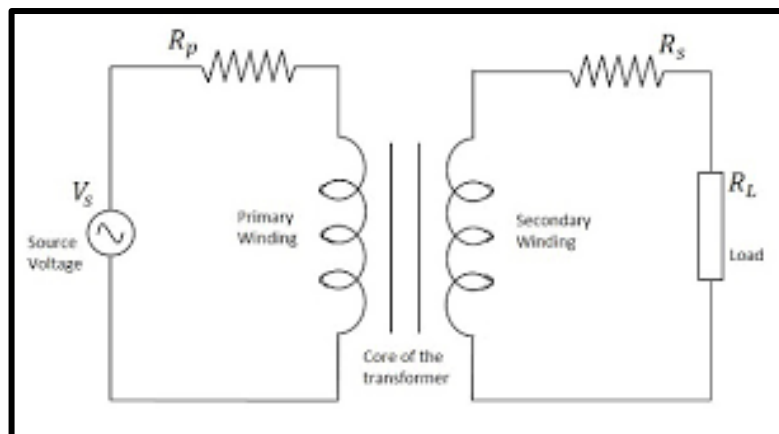 R_p
R_s
V_s
Source
Voltage
Primary
Winding
Secondary
Winding
R_L
Load
Core of the
transformer